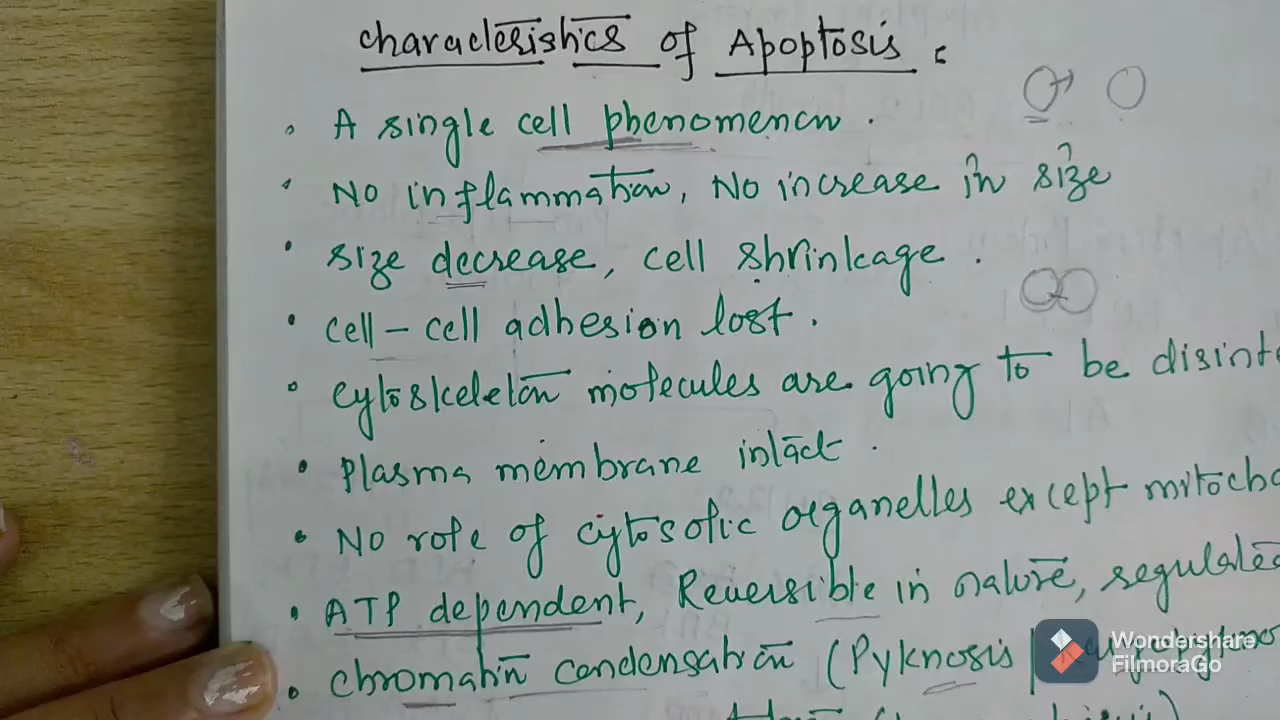 characteristics of Apoptosis :
• A single cell phenomenon .
• No inflammation, No increase in size
• size decrease, cell shrinkage .
• cell - cell adhesion lost .
• cytoskeleton molecules are going to be disinte
• Plasma membrane intact .
• No role of cytosolic organelles except mitocho
• ATP dependent, Reversible in nature, regulated
• chromatin condensation (Pyknosis |
Wondershare
FilmoraGo